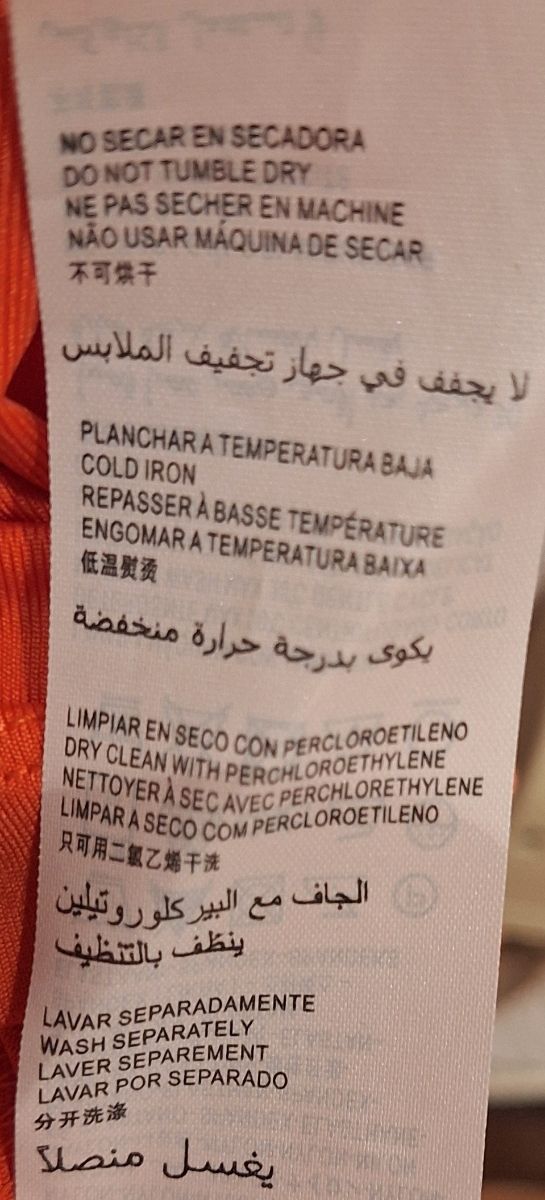 NO SECAR EN SECADORA
DO NOT TUMBLE DRY
NE PAS SECHER EN MACHINE
NÃO USAR MÁQUINA DE SECAR
不可烘干
لا يجفف في جهاز تجفيف الملابس
PLANCHAR A TEMPERATURA BAJA
COLD IRON
REPASSER À BASSE TEMPÉRATURE
ENGOMAR A TEMPERATURA BAIXA
低温熨烫
يكوى بدرجة حرارة منخفضة
LIMPIAR EN SECO CON PERCLOROETILENO
DRY CLEAN WITH PERCHLOROETHYLENE
NETTOYER À SEC AVEC PERCHLORETHYLENE
LIMPAR A SECO COM PERCLOROETILENO
只可用二氯乙烯干洗
الجاف مع البيركلوروتيلين
ينظف بالتنظيف
LAVAR SEPARADAMENTE
WASH SEPARATELY
LAVER SEPAREMENT
LAVAR POR SEPARADO
分开洗涤
يغسل منصلاً